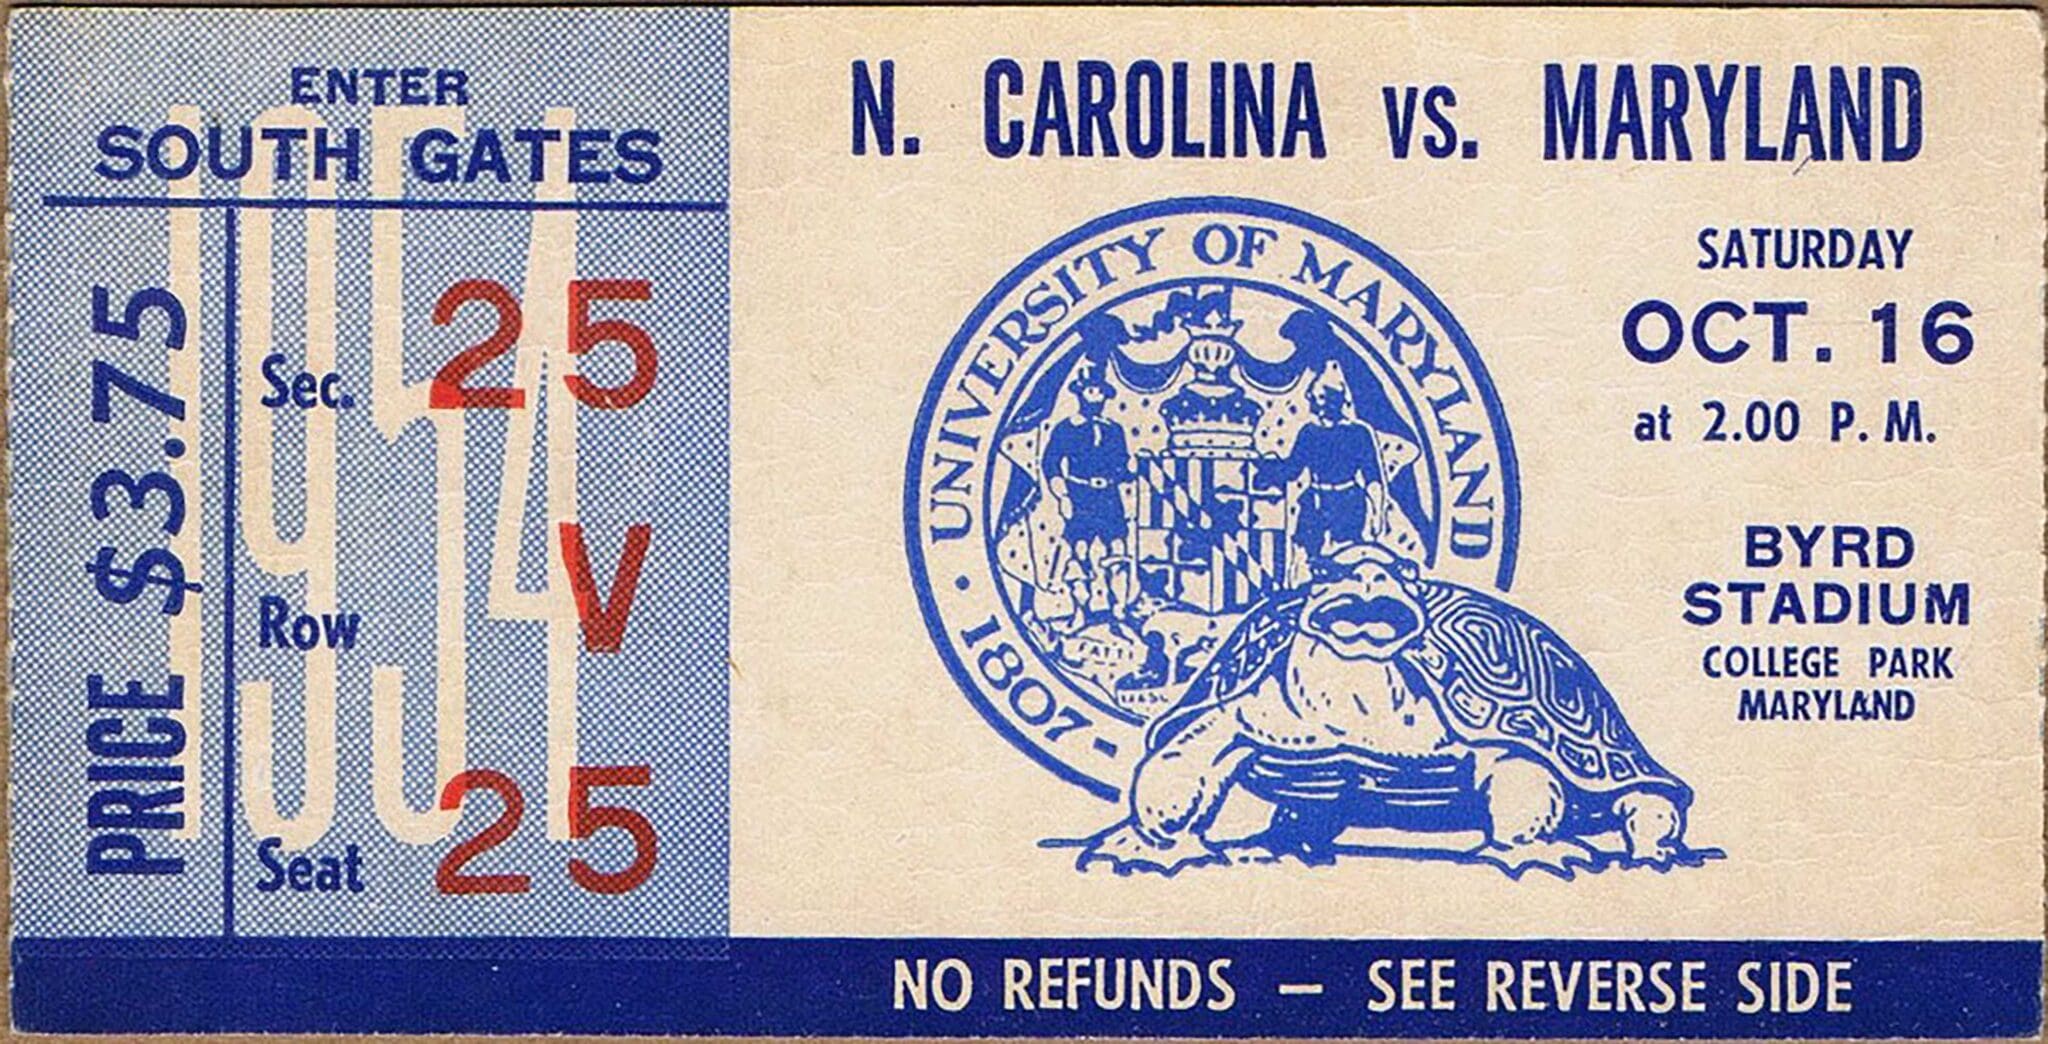 ENTER
SOUTH GATES
1954
PRICE $3.75
Sec. 25
Row V
Seat 25
N. CAROLINA VS. MARYLAND
UNIVERSITY OF MARYLAND
• 1807 -
SATURDAY
OCT. 16
at 2.00 P. M.
BYRD
STADIUM
COLLEGE PARK
MARYLAND
NO REFUNDS — SEE REVERSE SIDE